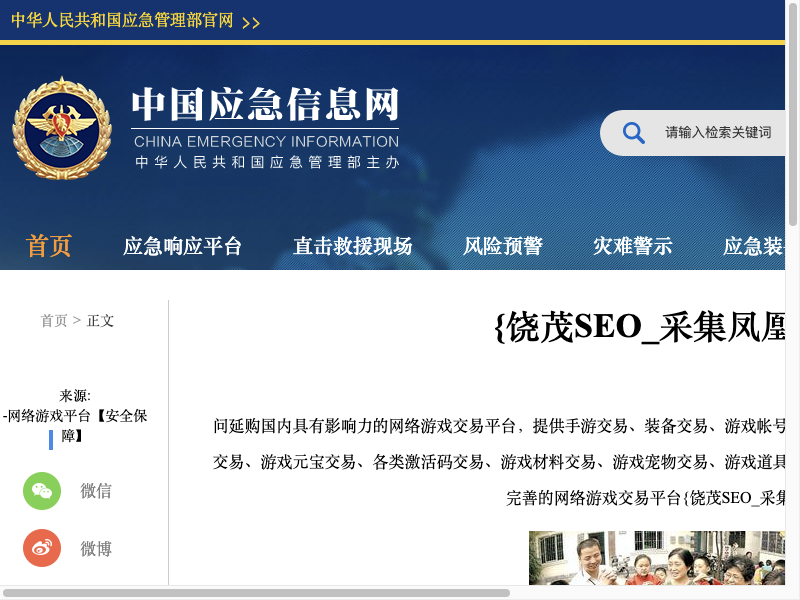 中华人民共和国应急管理部官网 >>
中国应急信息网
CHINA EMERGENCY INFORMATION
中华人民共和国应急管理部主办
请输入检索关键词
首页 应急响应平台 直击救援现场 风险预警 灾难警示 应急装
首页 > 正文
{饶茂SEO_采集凤凰
来源:
-网络游戏平台【安全保
障】
问延购国内具有影响力的网络游戏交易平台，提供手游交易、装备交易、游戏帐号
交易、游戏元宝交易、各类激活码交易、游戏材料交易、游戏宠物交易、游戏道具
完善的网络游戏交易平台{饶茂SEO_采集
微信
微博